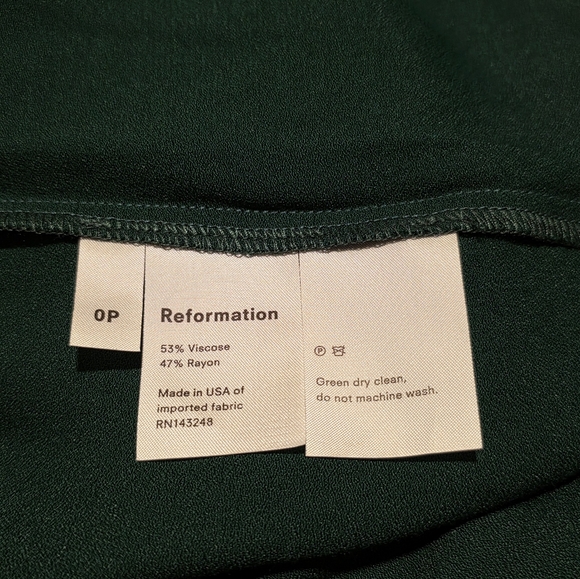 0P
Reformation
53% Viscose
47% Rayon
Made in USA of
imported fabric
RN143248
Ⓟ
Green dry clean,
do not machine wash.